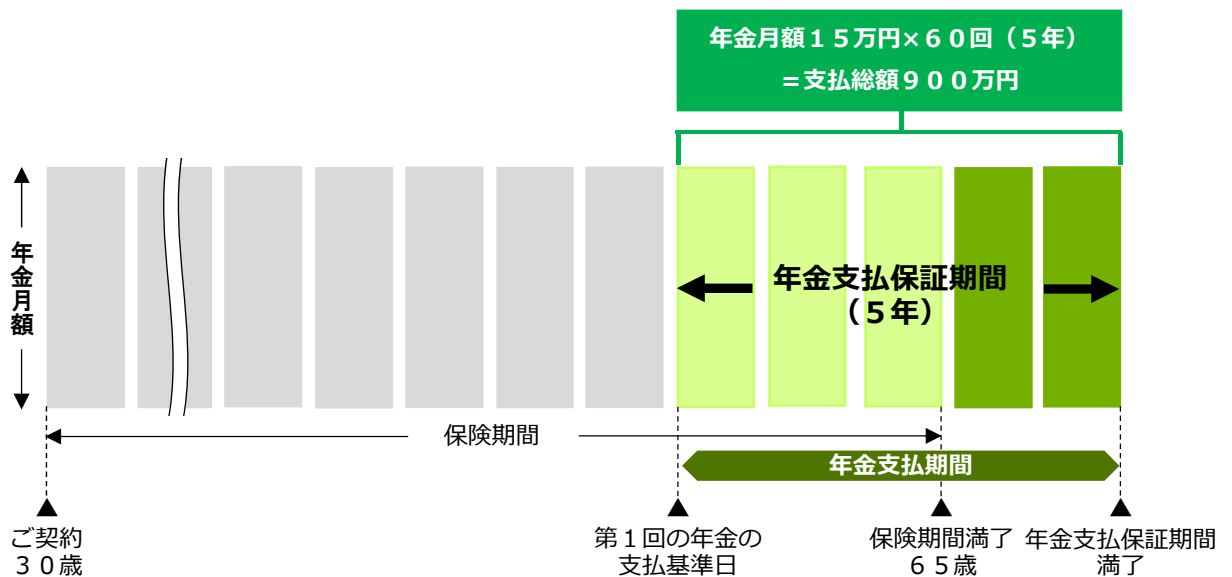 年金月額１５万円×６０回（５年）
＝支払総額９００万円
年金月額
年金支払保証期間
（５年）
保険期間
年金支払期間
ご契約
３０歳
第１回の年金の
支払基準日
保険期間満了
６５歳
年金支払保証期間
満了